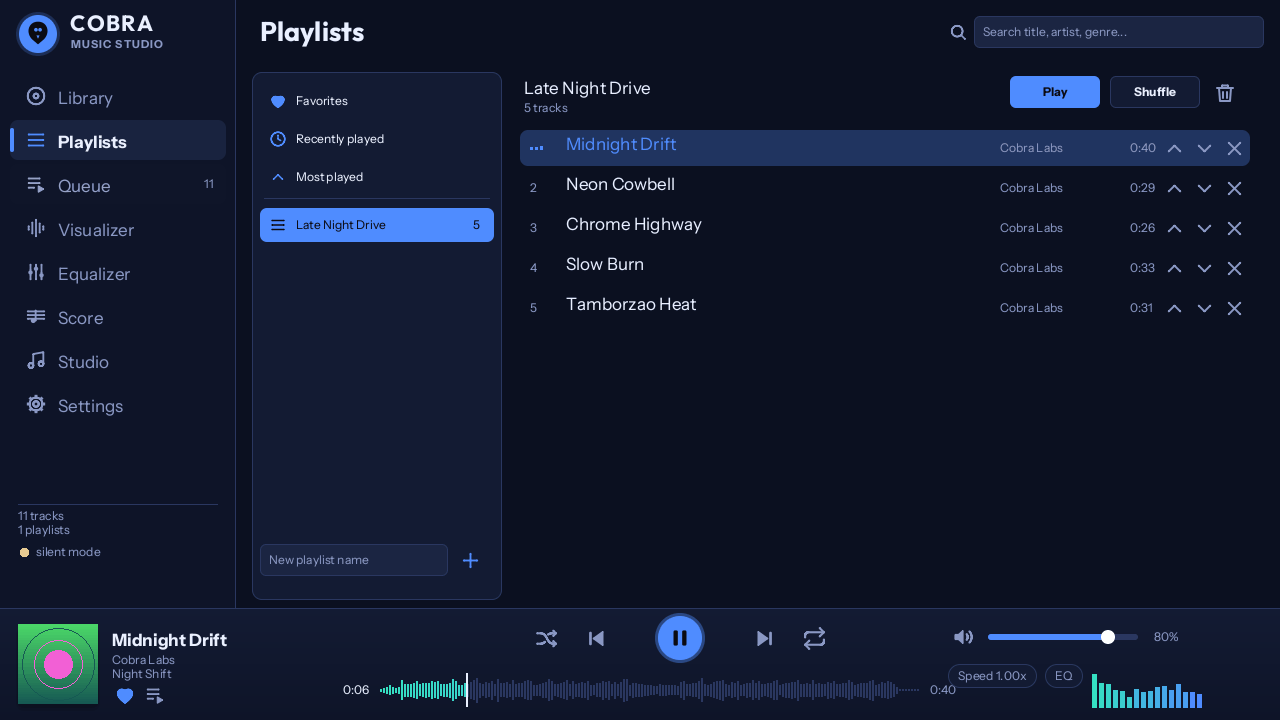 COBRA
MUSIC STUDIO
Library
Playlists
Queue 11
Visualizer
Equalizer
Score
Studio
Settings
11 tracks
1 playlists
silent mode
Playlists
Search title, artist, genre...
Favorites
Recently played
Most played
Late Night Drive 5
New playlist name
Late Night Drive
5 tracks
Play
Shuffle
Midnight Drift Cobra Labs 0:40
2 Neon Cowbell Cobra Labs 0:29
3 Chrome Highway Cobra Labs 0:26
4 Slow Burn Cobra Labs 0:33
5 Tamborzao Heat Cobra Labs 0:31
Midnight Drift
Cobra Labs
Night Shift
0:06
0:40
80%
Speed 1.00x
EQ